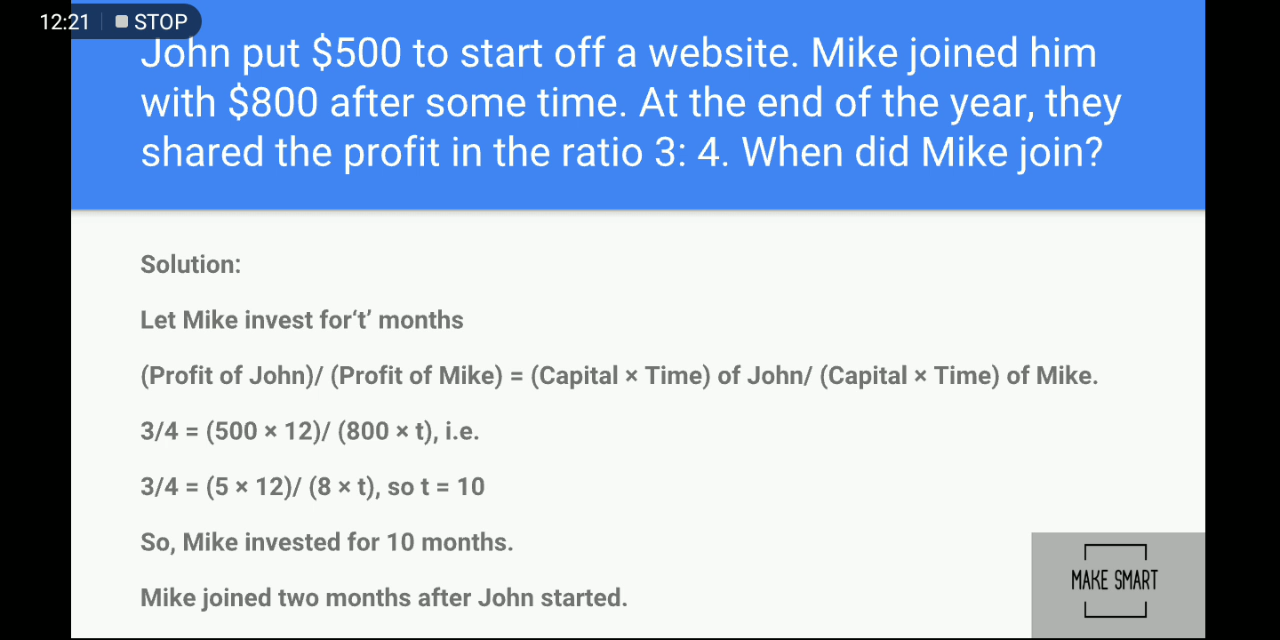 12:21 STOP
John put $500 to start off a website. Mike joined him
with $800 after some time. At the end of the year, they
shared the profit in the ratio 3: 4. When did Mike join?
Solution:
Let Mike invest for‘t’ months
(Profit of John)/ (Profit of Mike) = (Capital × Time) of John/ (Capital × Time) of Mike.
3/4 = (500 × 12)/ (800 × t), i.e.
3/4 = (5 × 12)/ (8 × t), so t = 10
So, Mike invested for 10 months.
Mike joined two months after John started.
MAKE SMART